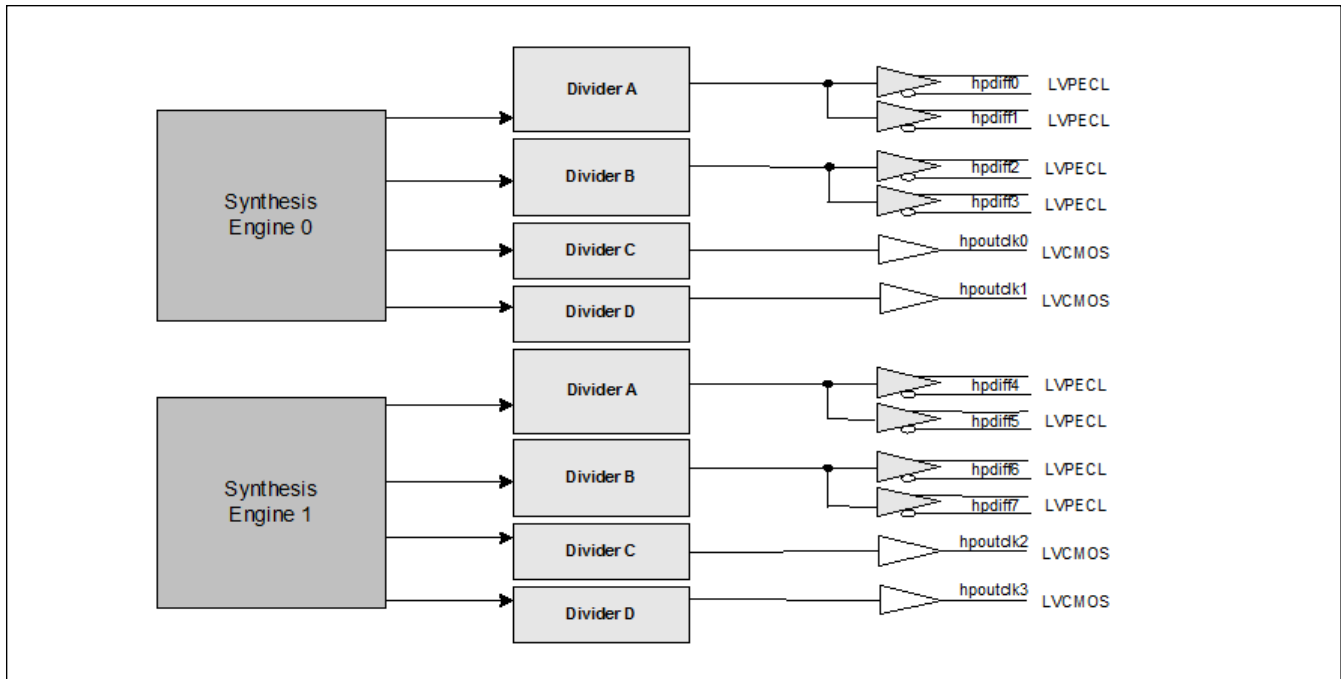 Synthesis
Engine 0
Divider A
hpdiff0 LVPECL
hpdiff1 LVPECL
Divider B
hpdiff2 LVPECL
hpdiff3 LVPECL
Divider C
hpoutclk0 LVCMOS
Divider D
hpoutclk1 LVCMOS
Synthesis
Engine 1
Divider A
hpdiff4 LVPECL
hpdiff5 LVPECL
Divider B
hpdiff6 LVPECL
hpdiff7 LVPECL
Divider C
hpoutclk2 LVCMOS
Divider D
hpoutclk3 LVCMOS